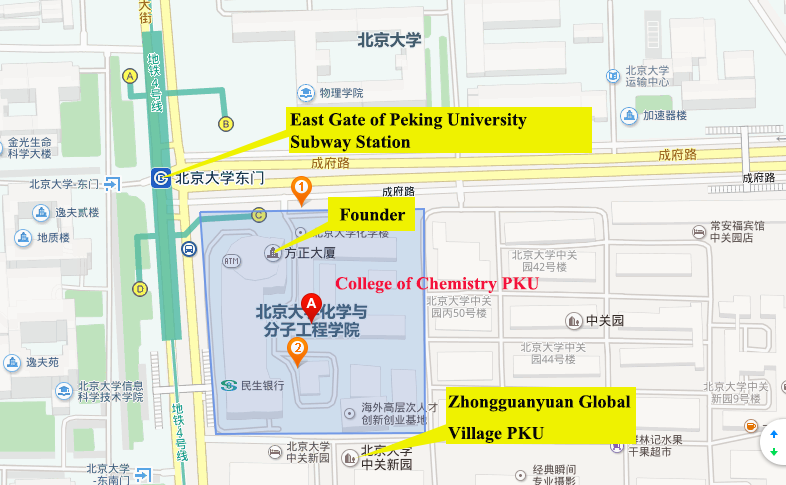 大街
北京大学
地铁4号线
A
B
物理学院
北京大学
运输中心
加速器楼
East Gate of Peking University
Subway Station
金光生命
科学大楼
成府路
成府路
北京大学-东门
北京大学东门
成府路
成府路
1
逸夫贰楼
地质楼
C
Founder
北京大学化学楼
常安福宾馆
中关园店
ATM
方正大厦
北京大学中关
园42号楼
D
College of Chemistry PKU
A
北京大学化学与
分子工程学院
北京大学中关
园丙50号楼
中关园
2
北京大学中关
园44号楼
逸夫苑
北京大学信息
科学技术学院
民生银行
北京大学中关
新园9号楼
Zhongguanyuan Global
Village PKU
海外高层次人才
创新创业基地
地铁4号线
北京大学
中关新园
北京大学
中关新园
林记水果
干果超市
北京大学
-东南门
经典瞬间
专业摄影